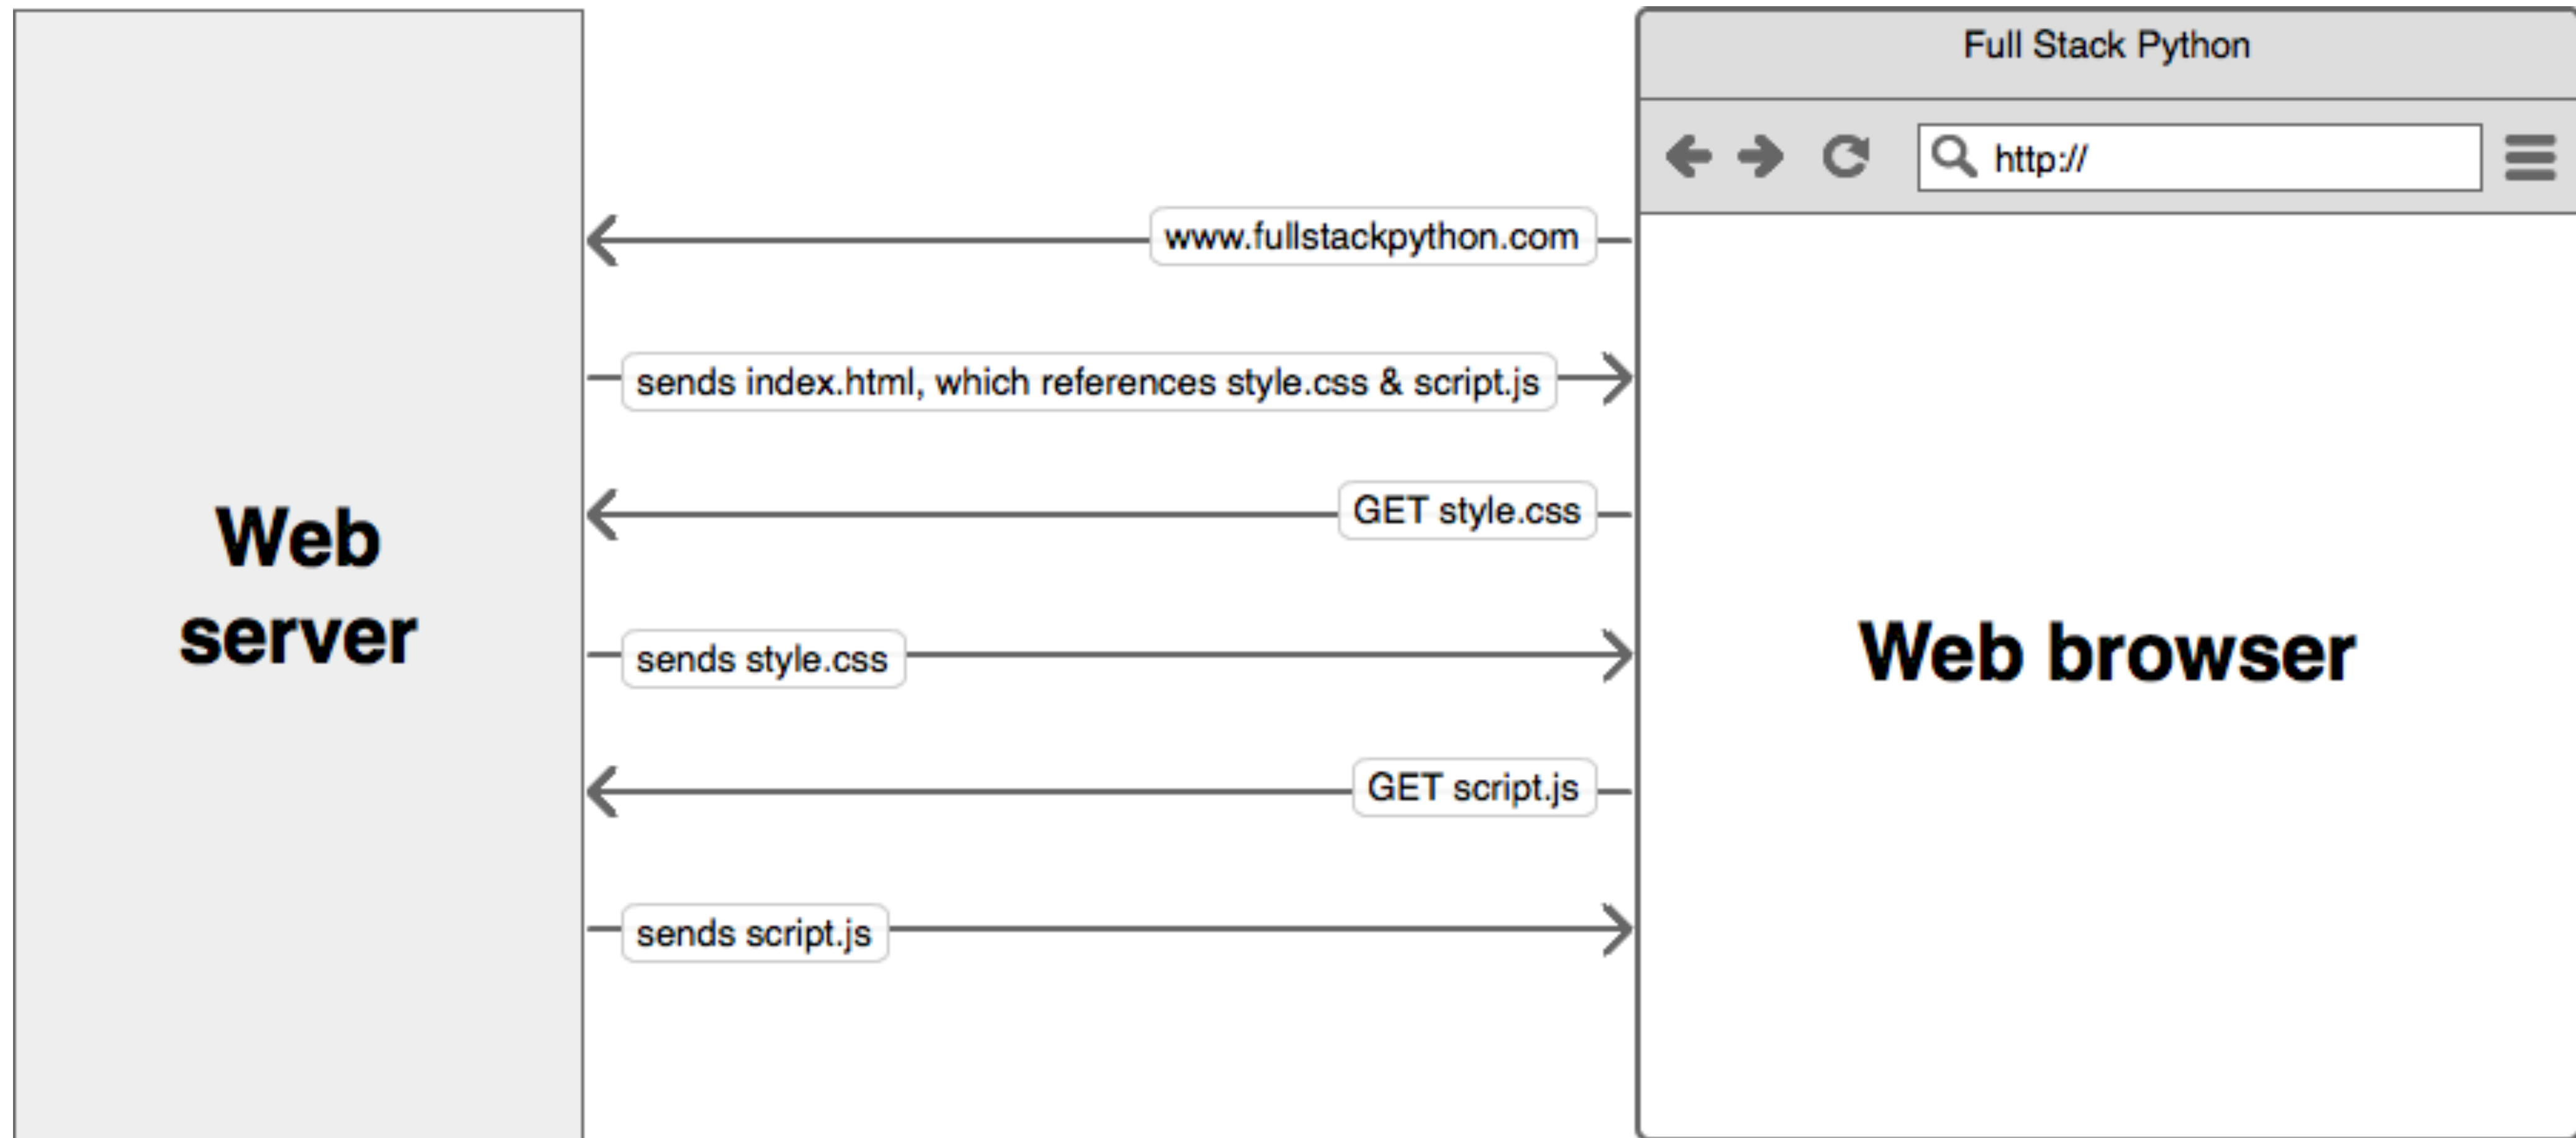 Full Stack Python
http://
www.fullstackpython.com
sends index.html, which references style.css & script.js
GET style.css
Web
server
sends style.css
Web browser
GET script.js
sends script.js